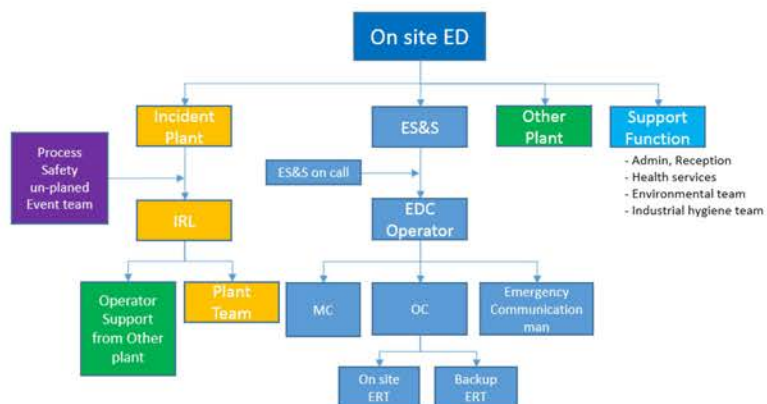 On site ED
Incident
Plant
ES&S
Other
Plant
Support
Function
- Admin, Reception
- Health services
- Environmental team
- Industrial hygiene team
Process
Safety
un-planed
Event team
ES&S on call
IRL
EDC
Operator
Operator
Support
from Other
plant
Plant
Team
MC
OC
Emergency
Communication
man
On site
ERT
Backup
ERT